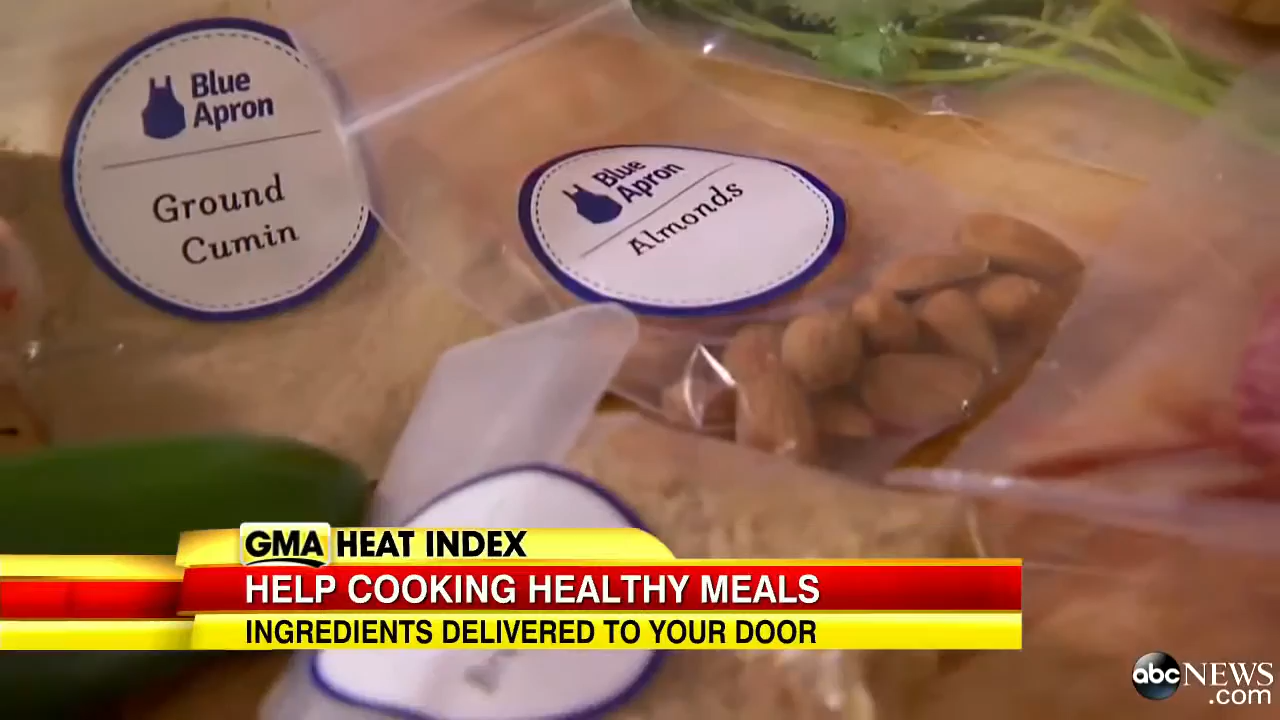 Blue
Apron
Ground
Cumin
Blue
Apron
Almonds
GMA HEAT INDEX
HELP COOKING HEALTHY MEALS
INGREDIENTS DELIVERED TO YOUR DOOR
abc NEWS
.com